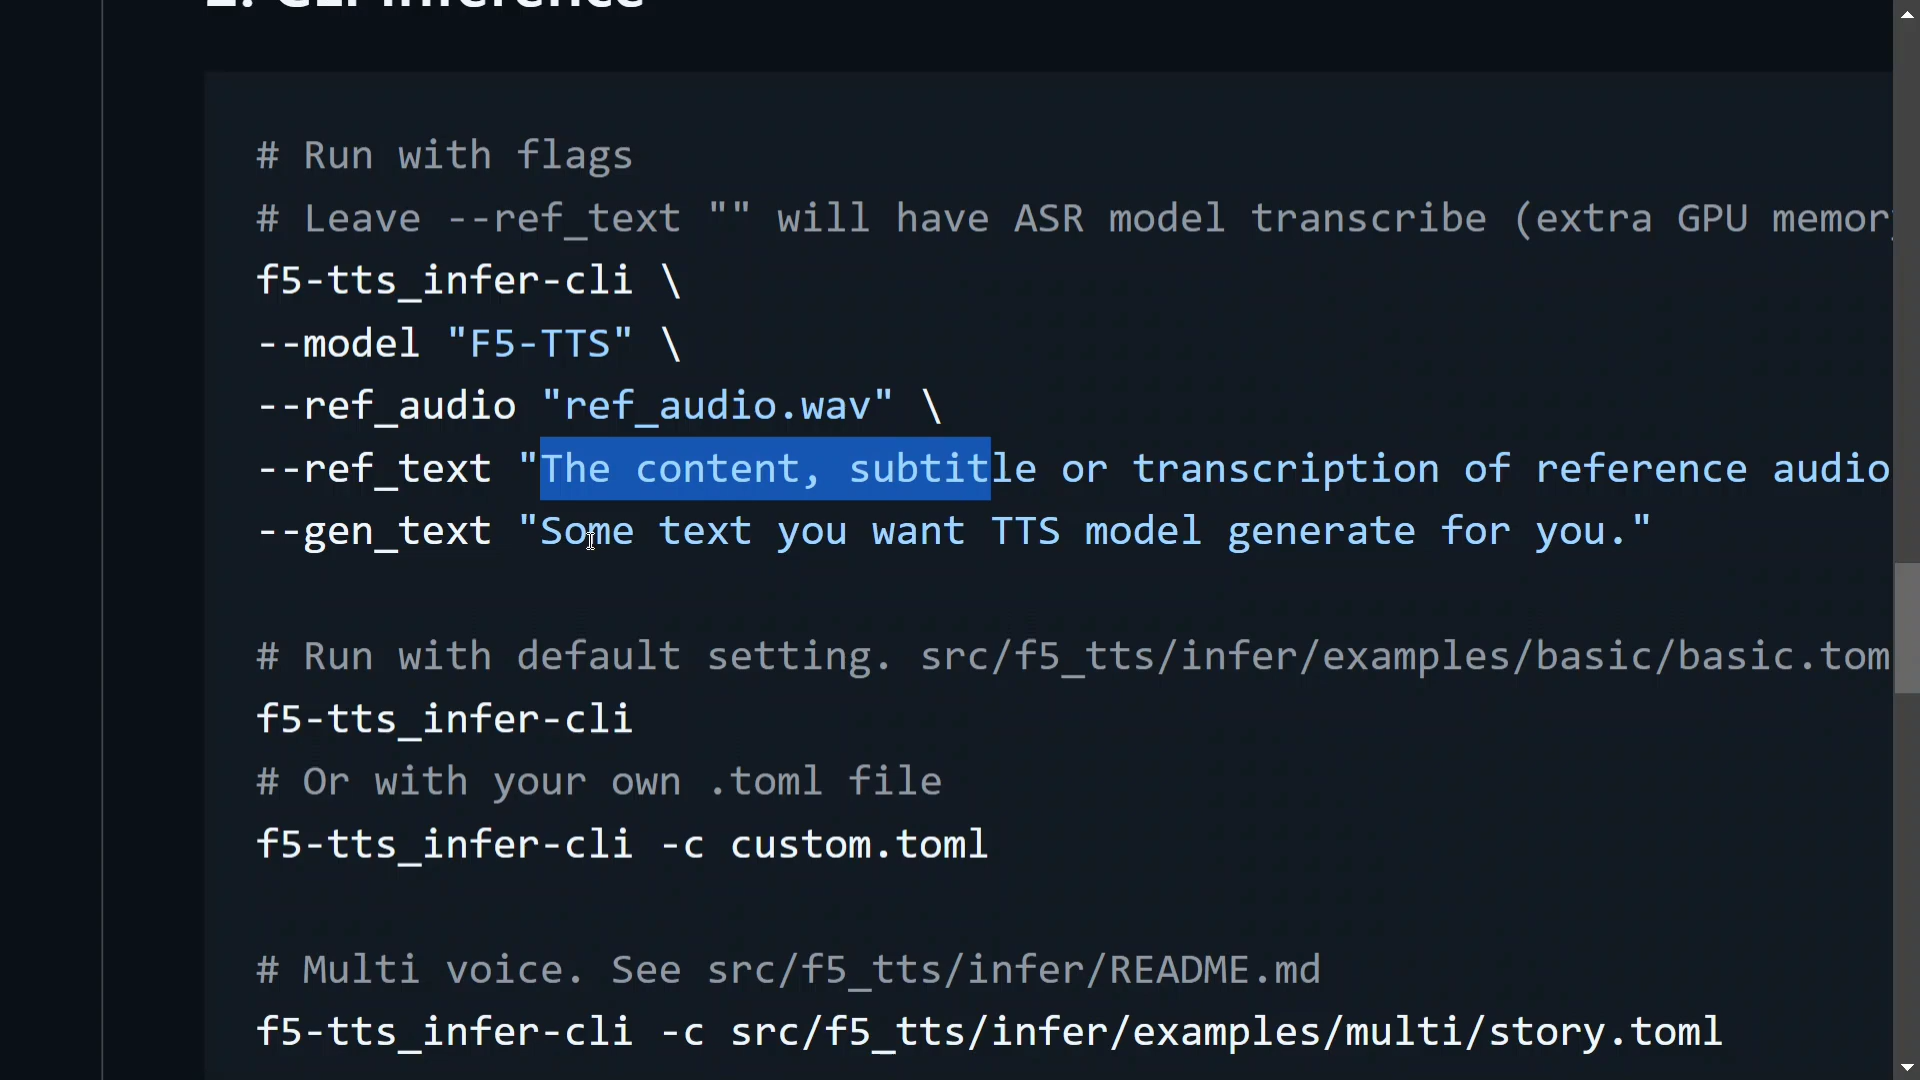 2. CLI Inference
# Run with flags
# Leave --ref_text "" will have ASR model transcribe (extra GPU memory
f5-tts_infer-cli \
--model "F5-TTS" \
--ref_audio "ref_audio.wav" \
--ref_text "The content, subtitle or transcription of reference audio
--gen_text "Some text you want TTS model generate for you."
# Run with default setting. src/f5_tts/infer/examples/basic/basic.tom
f5-tts_infer-cli
# Or with your own .toml file
f5-tts_infer-cli -c custom.toml
# Multi voice. See src/f5_tts/infer/README.md
f5-tts_infer-cli -c src/f5_tts/infer/examples/multi/story.toml